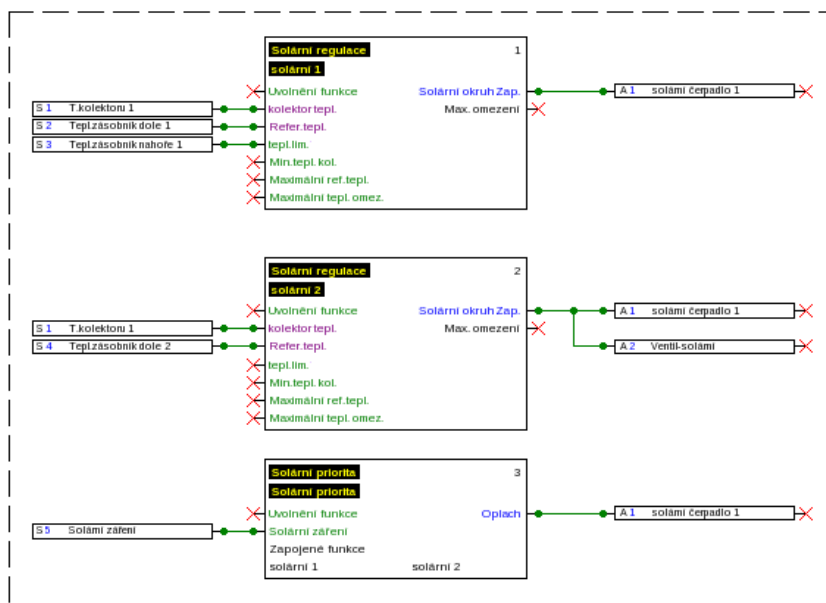 Solární regulace 1
solární 1
Uvolnění funkce Solární okruh Zap. A 1 solární čerpadlo 1
S 1 T.kolektoru 1 kolektor tepl. Max. omezení
S 2 Tepl.zásobník dole 1 Refer.tepl.
S 3 Tepl.zásobník nahoře 1 tepl.lim.
Min.tepl. kol.
Maximální ref.tepl.
Maximální tepl. omez.
Solární regulace 2
solární 2
Uvolnění funkce Solární okruh Zap. A 1 solární čerpadlo 1
S 1 T.kolektoru 1 kolektor tepl. Max. omezení
S 4 Tepl.zásobník dole 2 Refer.tepl. A 2 Ventil-solární
tepl.lim.
Min.tepl. kol.
Maximální ref.tepl.
Maximální tepl. omez.
Solární priorita 3
Solární priorita
Uvolnění funkce Oplach A 1 solární čerpadlo 1
S 5 Solární záření Solární záření
Zapojené funkce
solární 1 solární 2